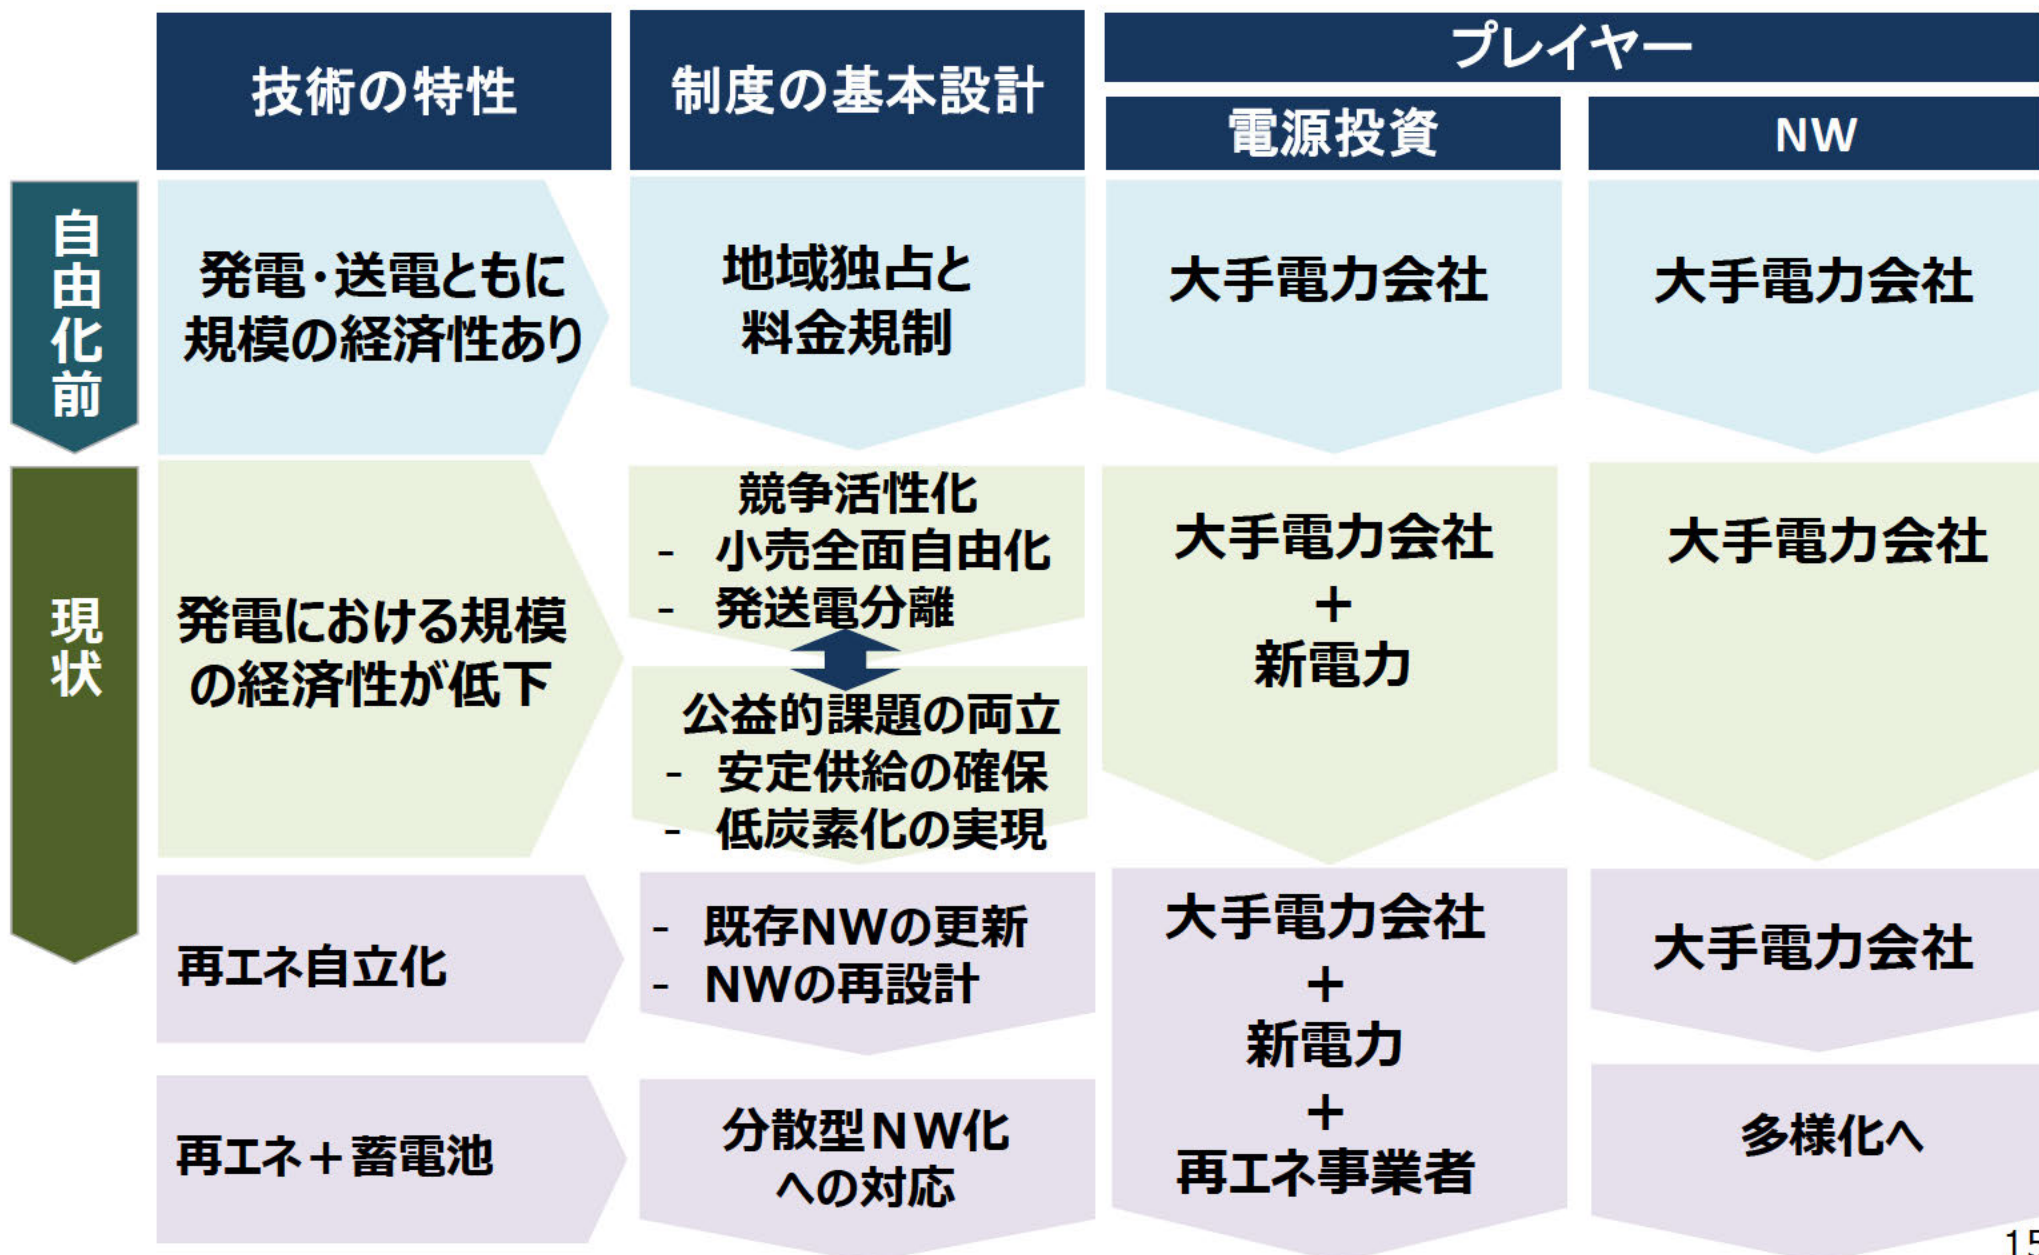 技術の特性
制度の基本設計
プレイヤー
電源投資
NW
自由化前
発電・送電ともに
規模の経済性あり
地域独占と
料金規制
大手電力会社
大手電力会社
現状
発電における規模
の経済性が低下
競争活性化
- 小売全面自由化
- 発送電分離
公益的課題の両立
- 安定供給の確保
- 低炭素化の実現
大手電力会社
+
新電力
大手電力会社
再エネ自立化
- 既存NWの更新
- NWの再設計
大手電力会社
+
新電力
+
再エネ事業者
大手電力会社
再エネ+蓄電池
分散型NW化
への対応
多様化へ
15